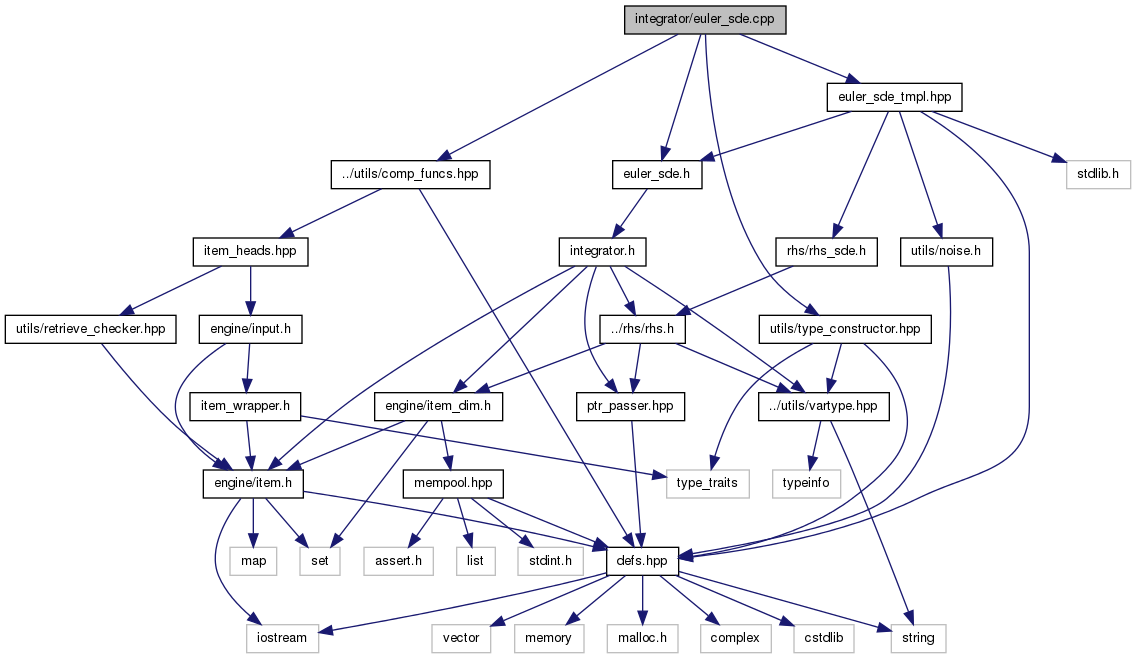 integrator/euler_sde.cpp
euler_sde_tmpl.hpp
../utils/comp_funcs.hpp
euler_sde.h
stdlib.h
item_heads.hpp
integrator.h
rhs/rhs_sde.h
utils/noise.h
utils/retrieve_checker.hpp
engine/input.h
../rhs/rhs.h
utils/type_constructor.hpp
item_wrapper.h
engine/item_dim.h
ptr_passer.hpp
../utils/vartype.hpp
engine/item.h
mempool.hpp
type_traits
typeinfo
map
set
assert.h
list
stdint.h
defs.hpp
iostream
vector
memory
malloc.h
complex
cstdlib
string